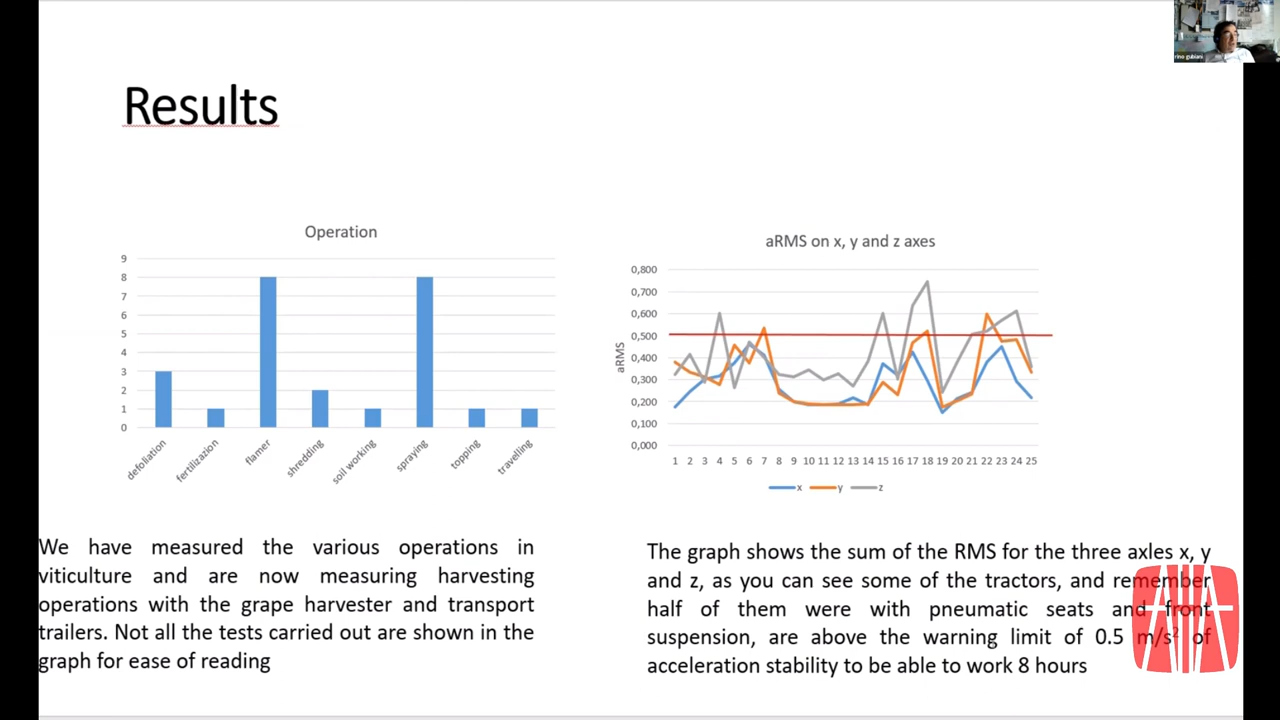 Results
Operation
9
8
7
6
5
4
3
2
1
0
defoliation
fertilizazion
flamer
shredding
soil working
spraying
topping
travelling
aRMS on x, y and z axes
0,800
0,700
0,600
0,500
0,400
0,300
0,200
0,100
0,000
aRMS
1 2 3 4 5 6 7 8 9 10 11 12 13 14 15 16 17 18 19 20 21 22 23 24 25
x y z
We have measured the various operations in
viticulture and are now measuring harvesting
operations with the grape harvester and transport
trailers. Not all the tests carried out are shown in the
graph for ease of reading
The graph shows the sum of the RMS for the three axles x, y
and z, as you can see some of the tractors, and remember
half of them were with pneumatic seats and front
suspension, are above the warning limit of 0.5 m/s² of
acceleration stability to be able to work 8 hours
AIIA